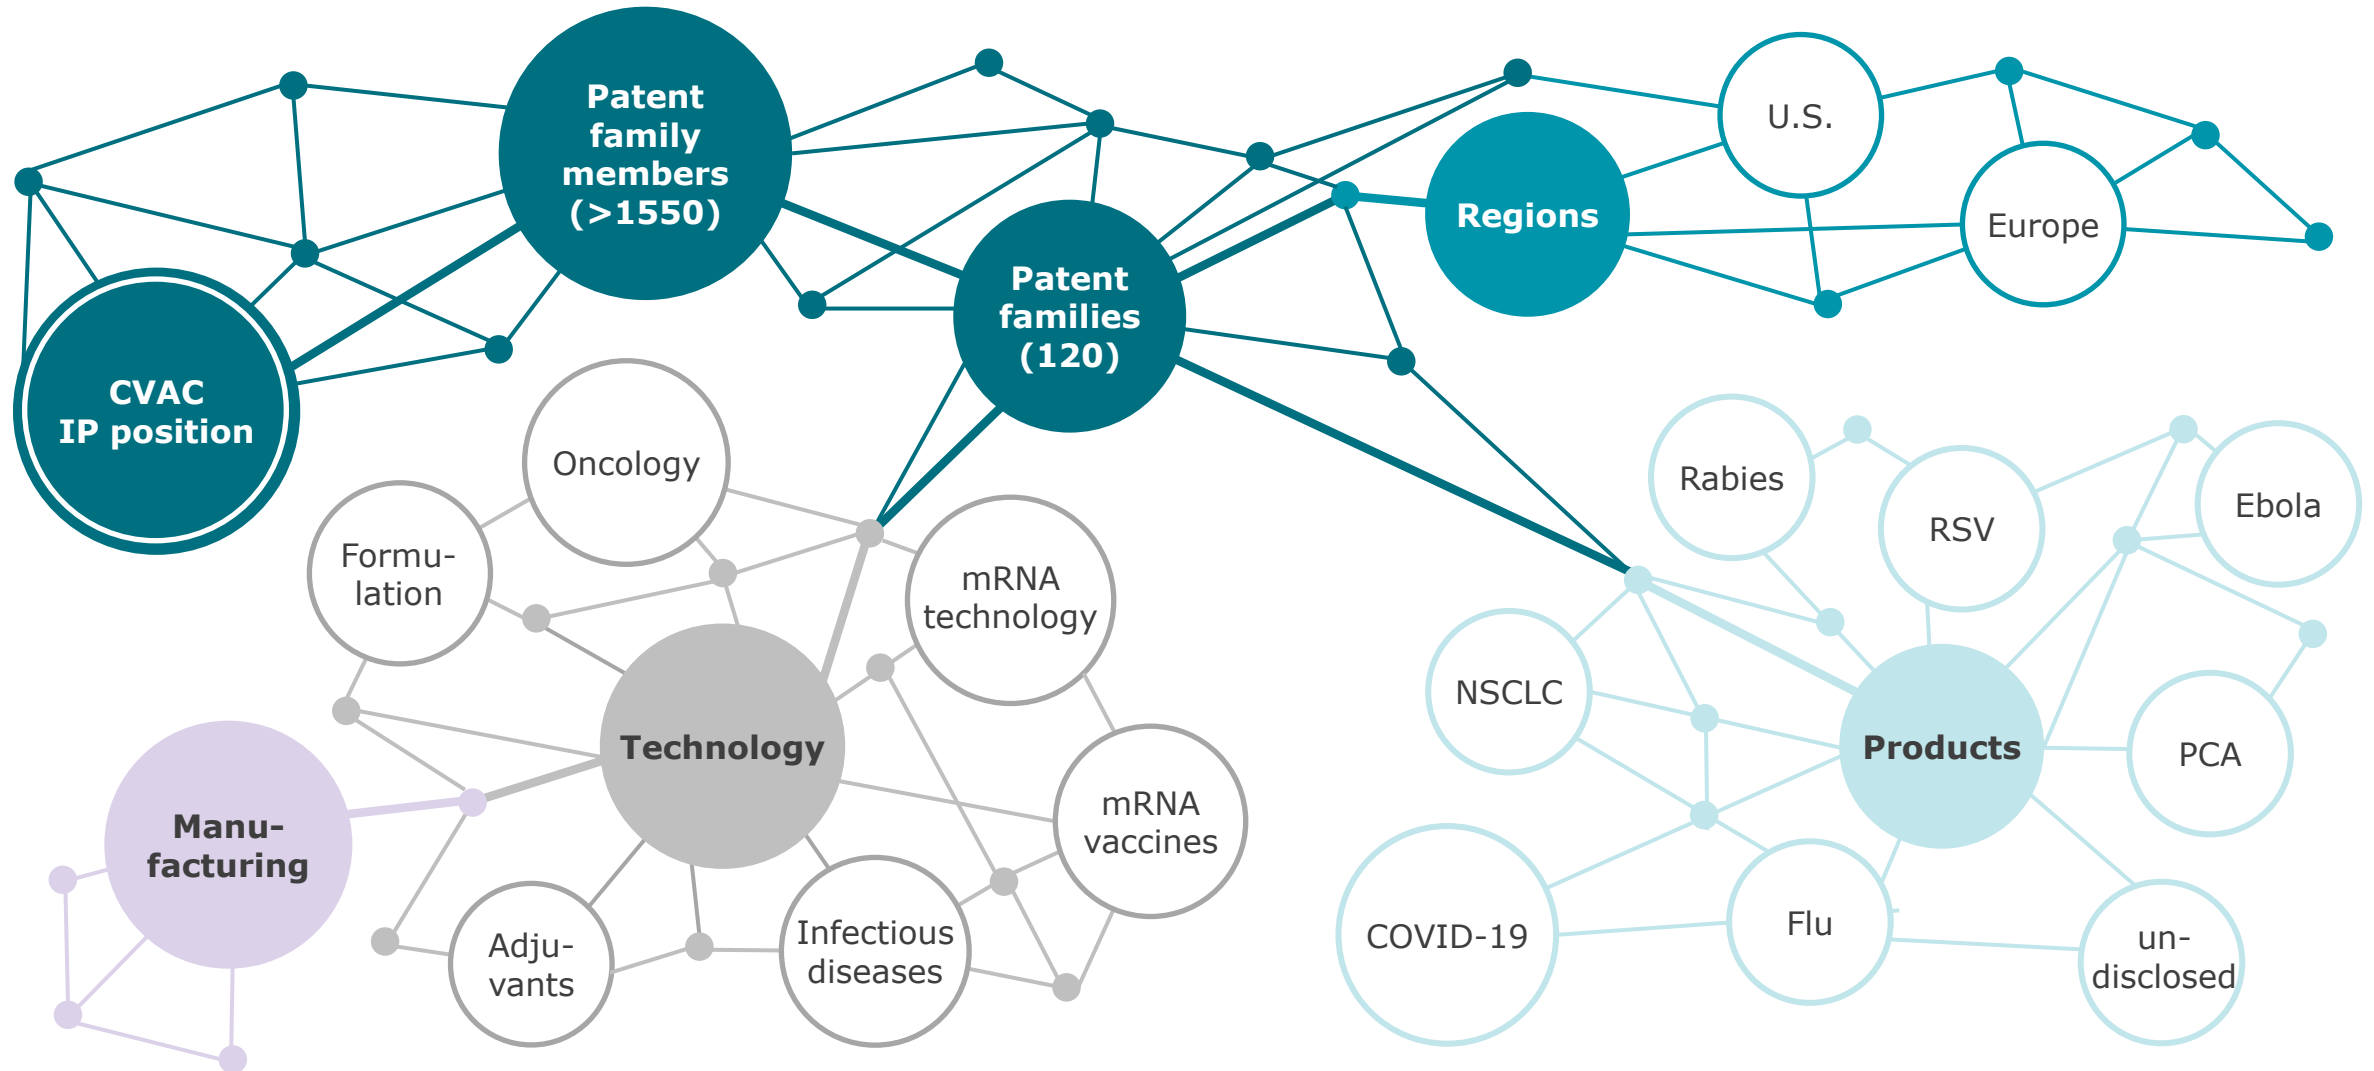 Patent
family
members
(>1550)
U.S.
Regions
Europe
Patent
families
(120)
CVAC
IP position
Oncology
Formu-
lation
mRNA
technology
Rabies
RSV
Ebola
NSCLC
Technology
Products
PCA
Manu-
facturing
mRNA
vaccines
Adju-
vants
Infectious
diseases
COVID-19
Flu
un-
disclosed